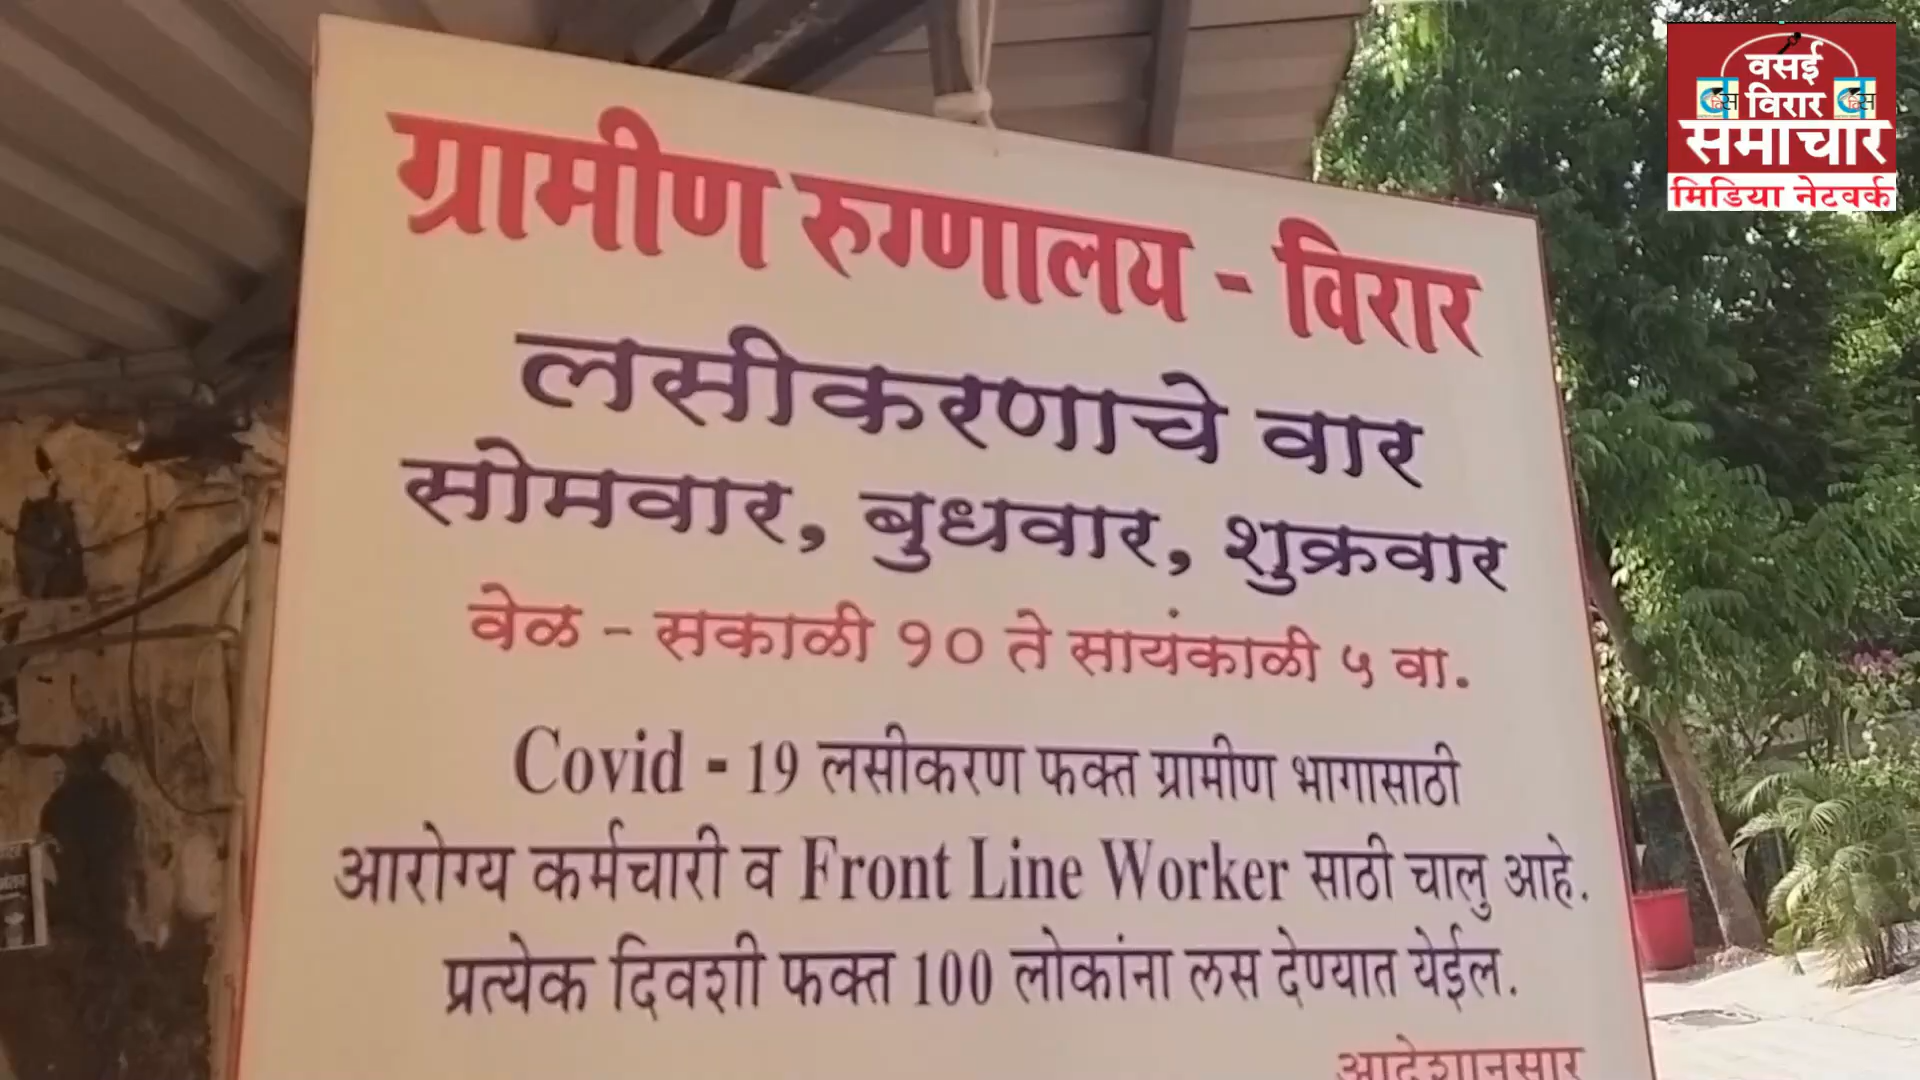 ग्रामीण रुग्णालय - विरार
लसीकरणाचे वार
सोमवार, बुधवार, शुक्रवार
वेळ - सकाळी १० ते सायंकाळी ५ वा.
Covid - 19 लसीकरण फक्त ग्रामीण भागासाठी
आरोग्य कर्मचारी व Front Line Worker साठी चालु आहे.
प्रत्येक दिवशी फक्त 100 लोकांना लस देण्यात येईल.
आदेशानुसार
वसई
विरार
समाचार
मिडिया नेटवर्क